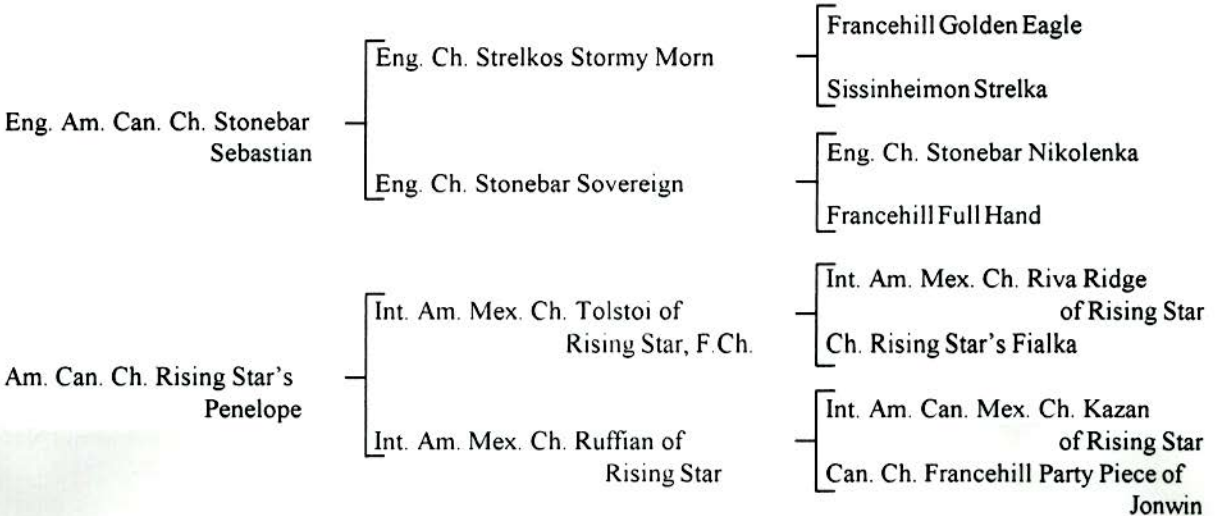 Francehill Golden Eagle
Eng. Ch. Strelkos Stormy Morn
Sissinheimon Strelka
Eng. Am. Can. Ch. Stonebar
Sebastian
Eng. Ch. Stonebar Nikolenka
Eng. Ch. Stonebar Sovereign
Francehill Full Hand
Int. Am. Mex. Ch. Riva Ridge
of Rising Star
Int. Am. Mex. Ch. Tolstoi of
Rising Star, F.Ch.
Ch. Rising Star's Fialka
Am. Can. Ch. Rising Star's
Penelope
Int. Am. Can. Mex. Ch. Kazan
of Rising Star
Int. Am. Mex. Ch. Ruffian of
Rising Star
Can. Ch. Francehill Party Piece of
Jonwin